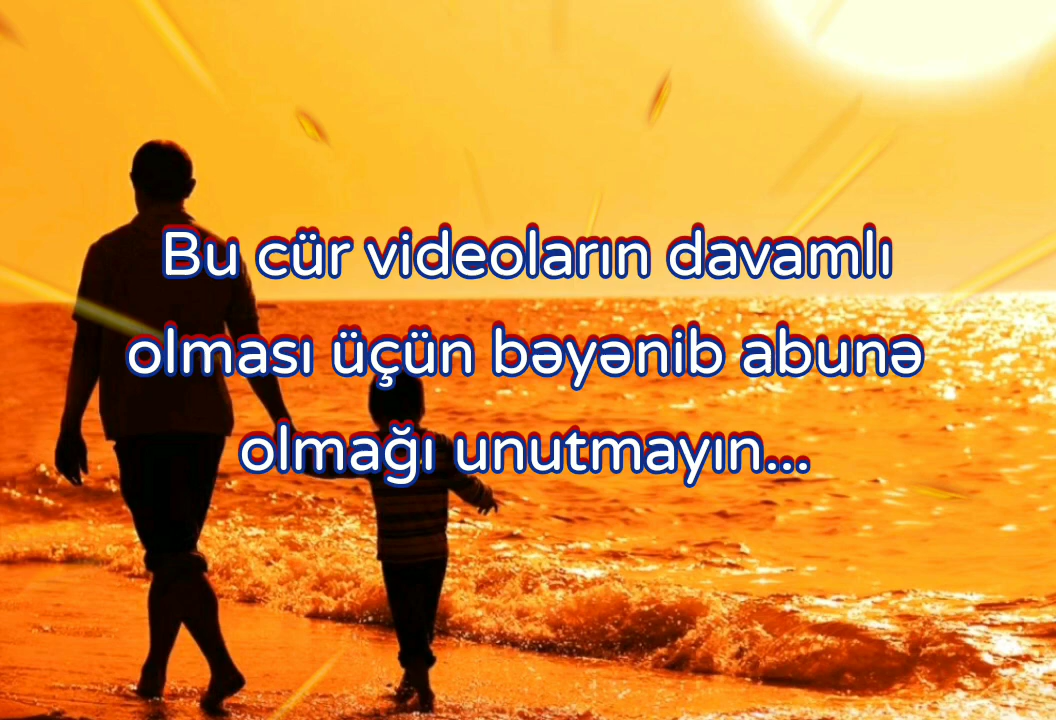 Bu cür videoların davamlı
olması üçün bəyənib abunə
olmağı unutmayın...